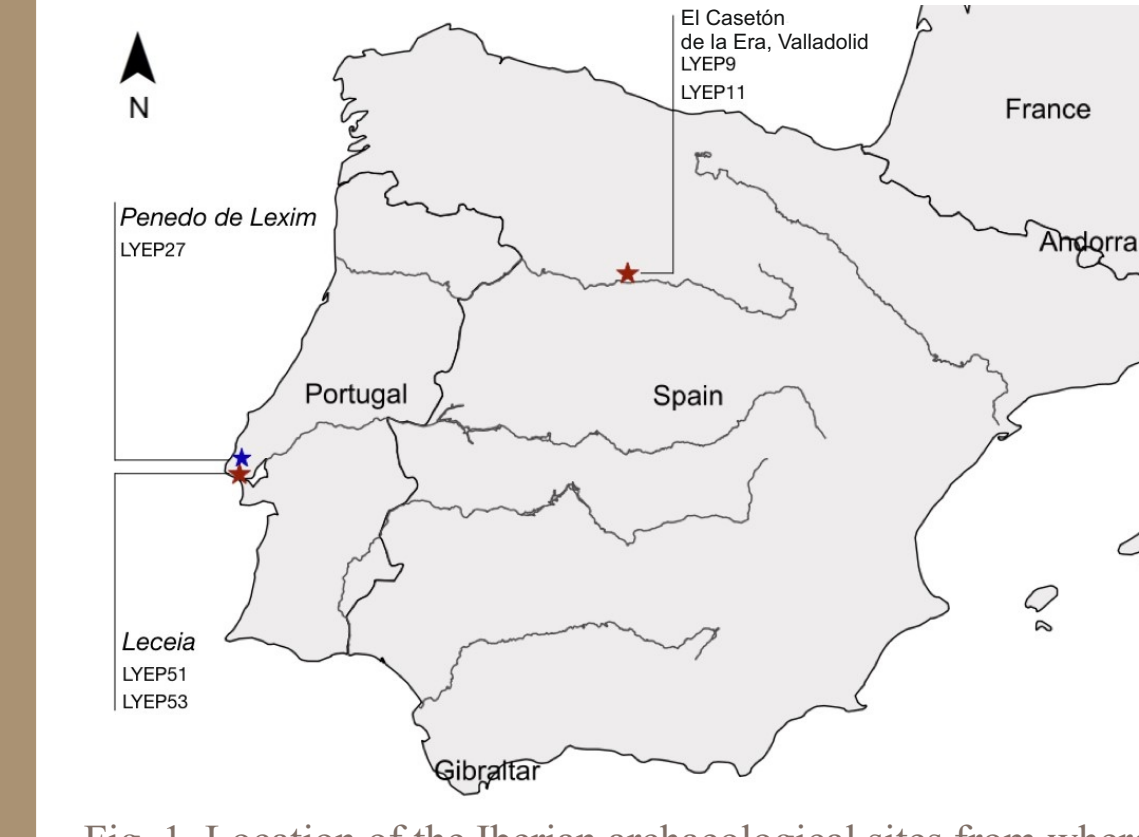 El Casetón
de la Era, Valladolid
LYEP9
LYEP11
N
France
Penedo de Lexim
LYEP27
Andorra
Portugal
Spain
Leceia
LYEP51
LYEP53
Gibraltar
Fig. 1. Location of the Iberian archaeological sites from where